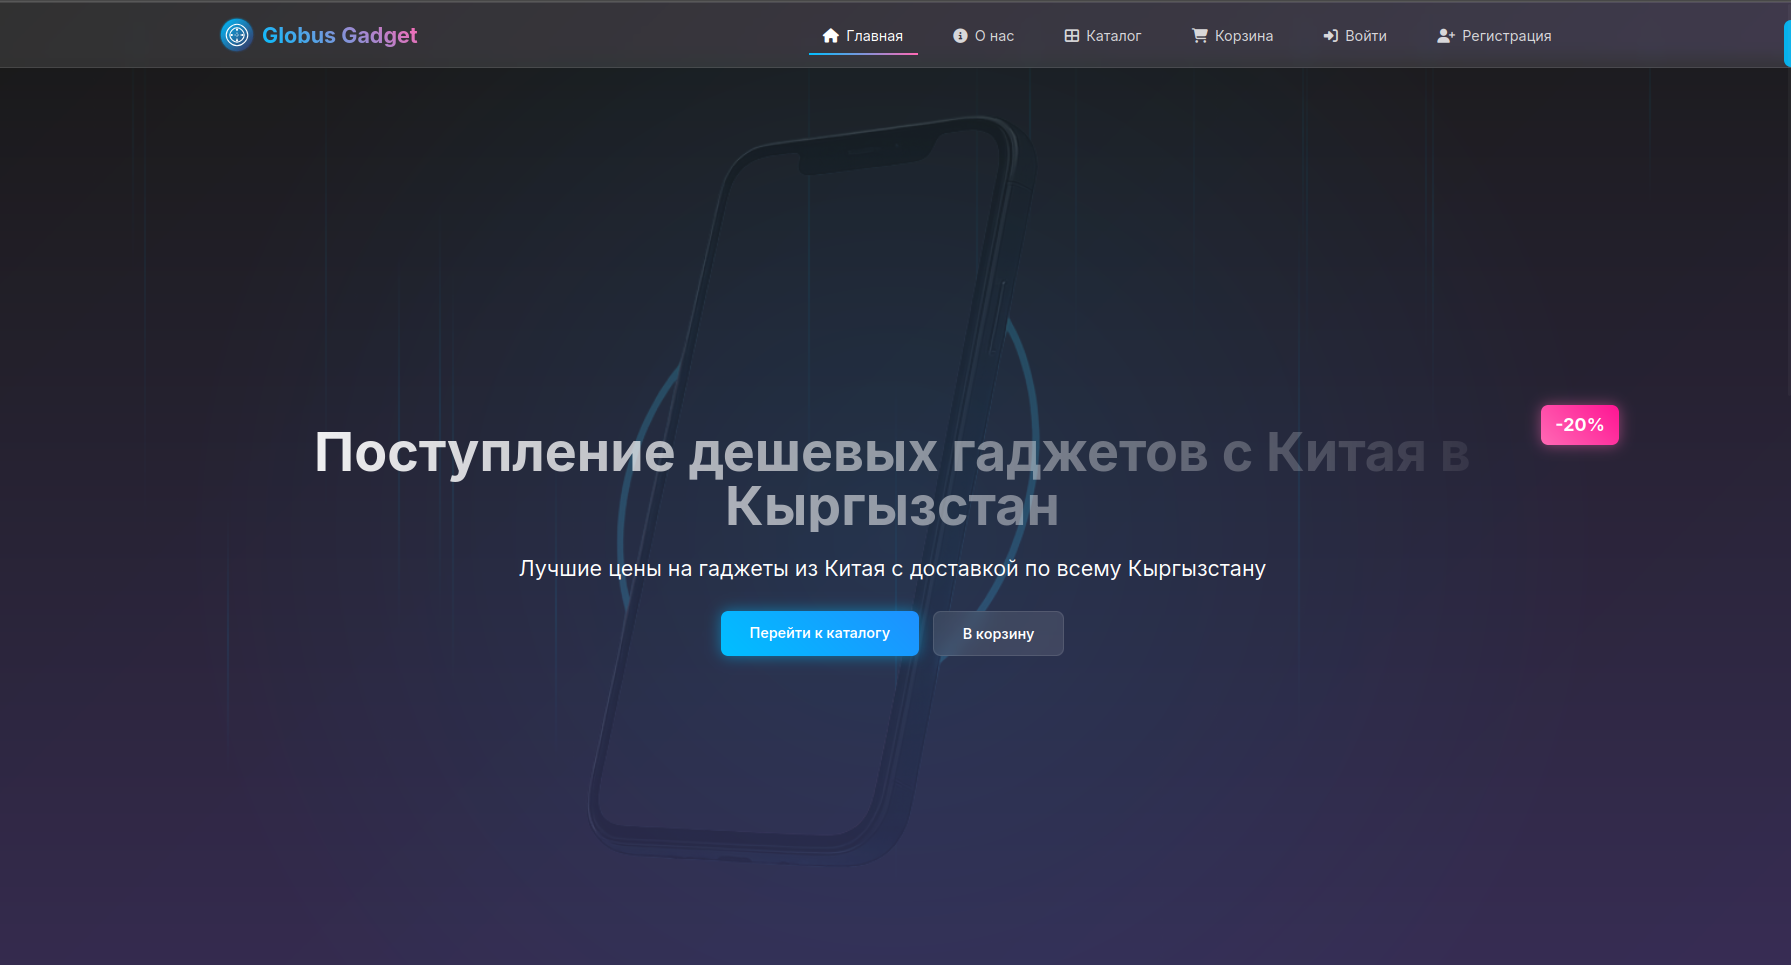 Globus Gadget
Главная
О нас
Каталог
Корзина
Войти
Регистрация
-20%
Поступление дешевых гаджетов с Китая в
Кыргызстан
Лучшие цены на гаджеты из Китая с доставкой по всему Кыргызстану
Перейти к каталогу
В корзину